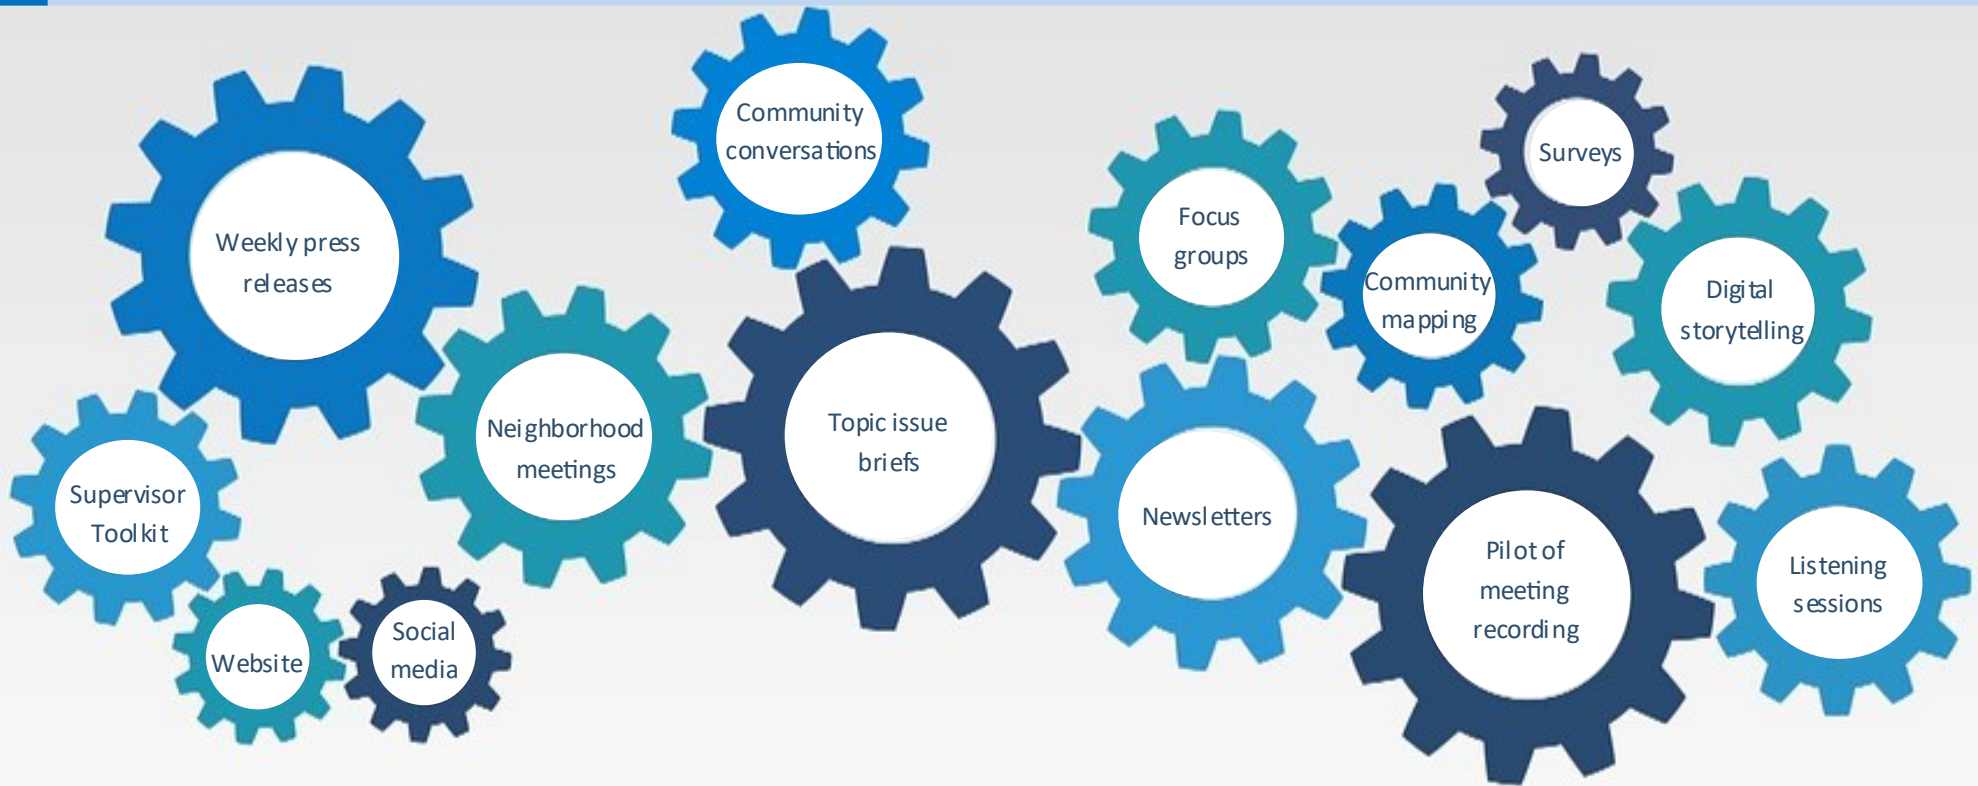 Weekly press
releases
Community
conversations
Supervisor
Toolkit
Neighborhood
meetings
Website
Social
media
Topic issue
briefs
Focus
groups
Community
mapping
Surveys
Digital
storytelling
Newsletters
Pilot of
meeting
recording
Listening
sessions